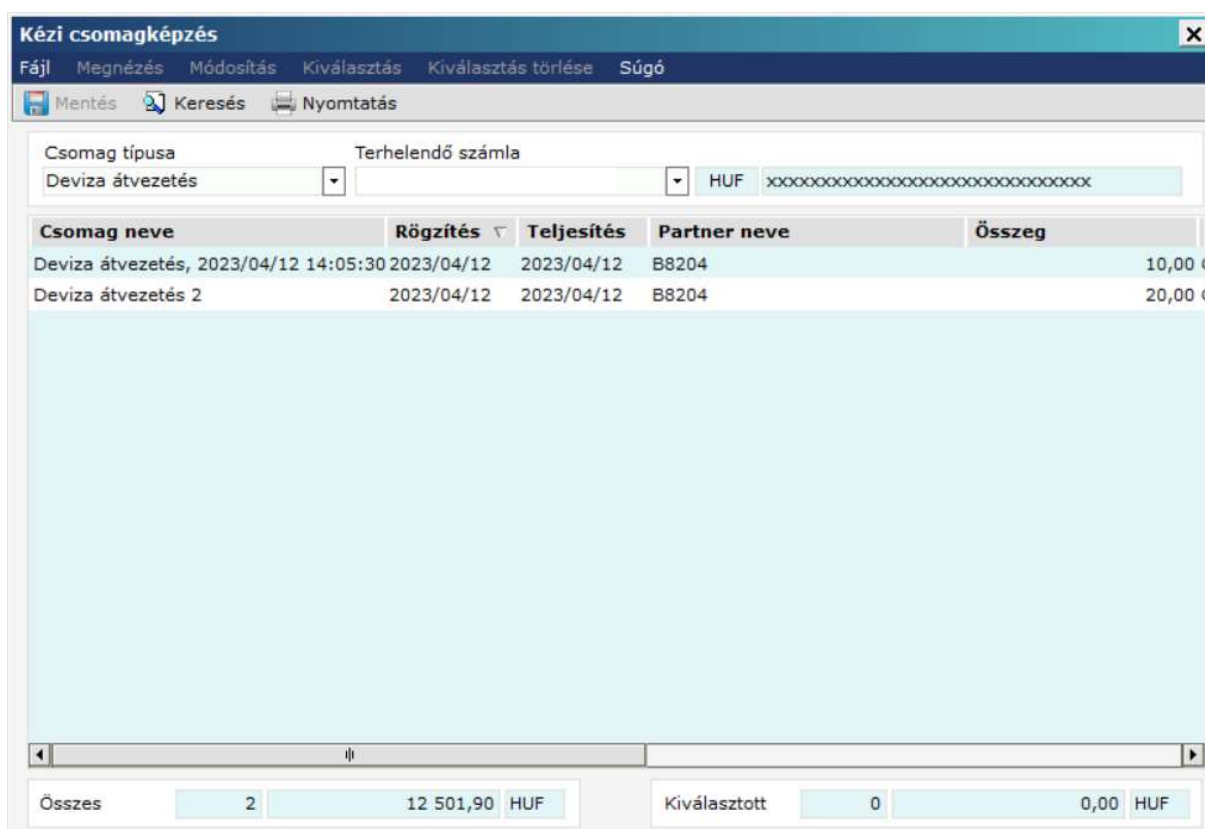 Kézi csomagképzés
Fájl Megnézés Módosítás Kiválasztás Kiválasztás törlése Súgó
Mentés Keresés Nyomtatás
Csomag típusa Terhelendő számla
Deviza átvezetés HUF xxxxxxxxxxxxxxxxxxxxxxxxxxxxxx
Csomag neve Rögzítés Teljesítés Partner neve Összeg
Deviza átvezetés, 2023/04/12 14:05:30 2023/04/12 2023/04/12 B8204 10,00
Deviza átvezetés 2 2023/04/12 2023/04/12 B8204 20,00
Összes 2 12 501,90 HUF Kiválasztott 0 0,00 HUF